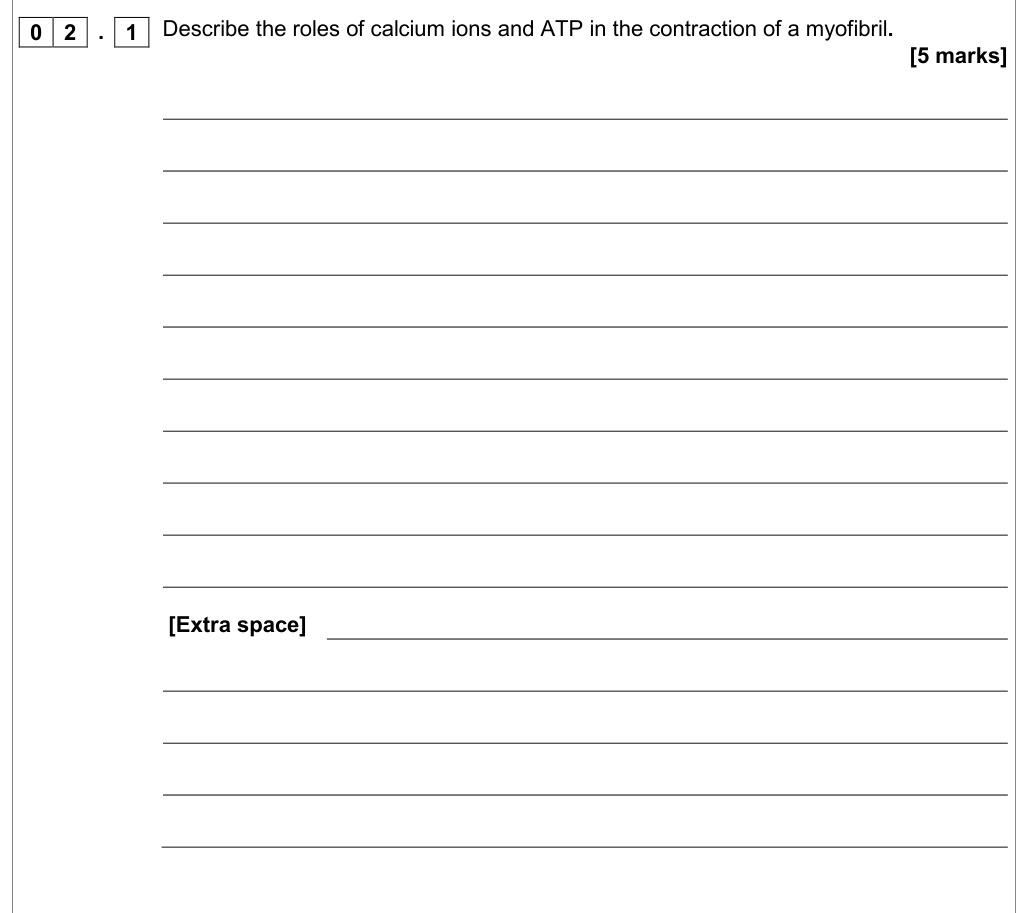 0 2 . 1 Describe the roles of calcium ions and ATP in the contraction of a myofibril.
[5 marks]
[Extra space]